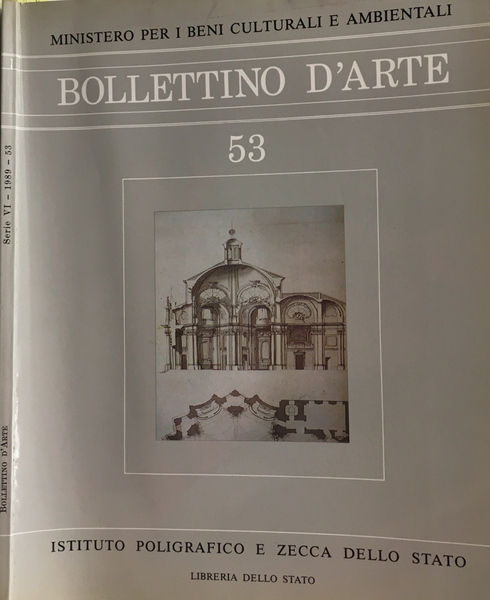 MINISTERO PER I BENI CULTURALI E AMBIENTALI
BOLLETTINO D'ARTE
53
ISTITUTO POLIGRAFICO E ZECCA DELLO STATO
LIBRERIA DELLO STATO
Serie VI - 1989 - 53
BOLLETTINO D'ARTE